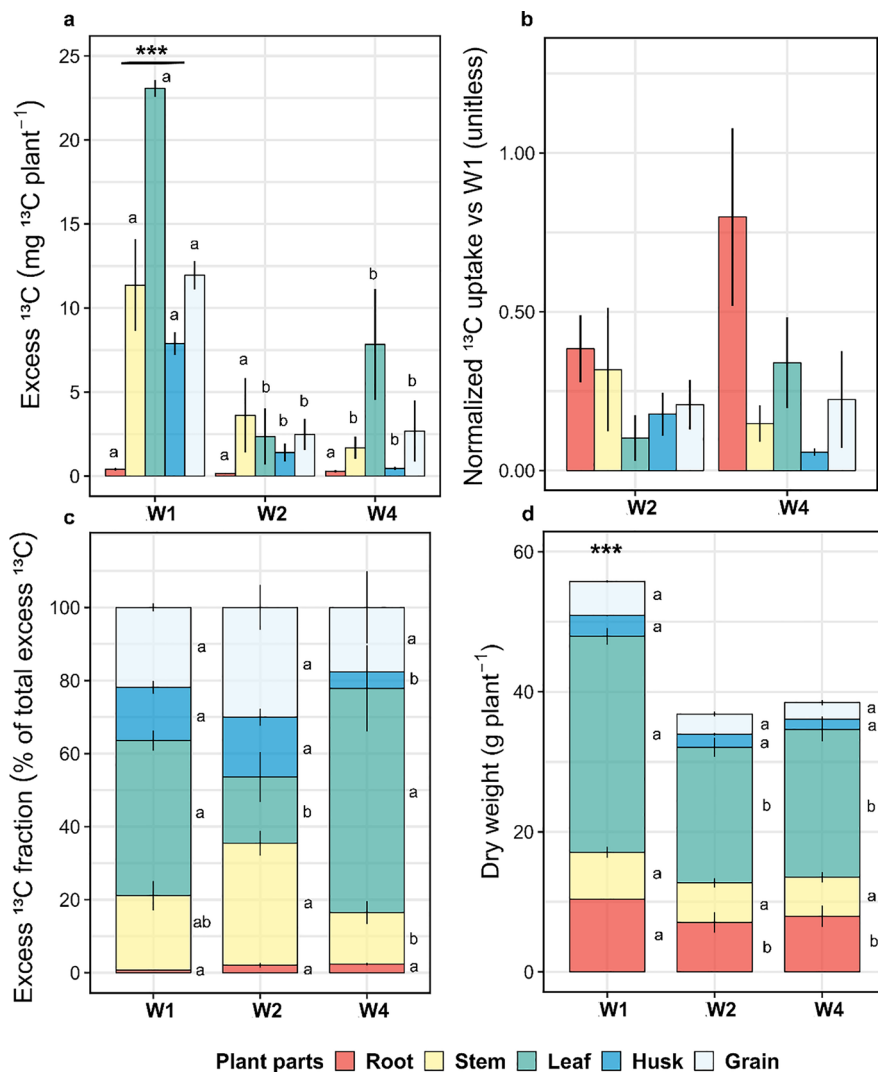 a
b
Excess ¹³C (mg ¹³C plant⁻¹)
25
20
15
10
5
0
***
a
a
a
a
a
a
a
b
b
b
a
b
b
b
b
W1
W2
W4
Normalized ¹³C uptake vs W1 (unitless)
1.00
0.50
0.00
W2
W4
c
d
Excess ¹³C fraction (% of total excess ¹³C)
100
80
60
40
20
0
a
a
a
ab
a
a
a
b
a
a
a
b
a
b
a
W1
W2
W4
Dry weight (g plant⁻¹)
60
40
20
0
***
a
a
a
a
a
a
a
b
a
b
a
a
b
a
b
W1
W2
W4
Plant parts Root Stem Leaf Husk Grain